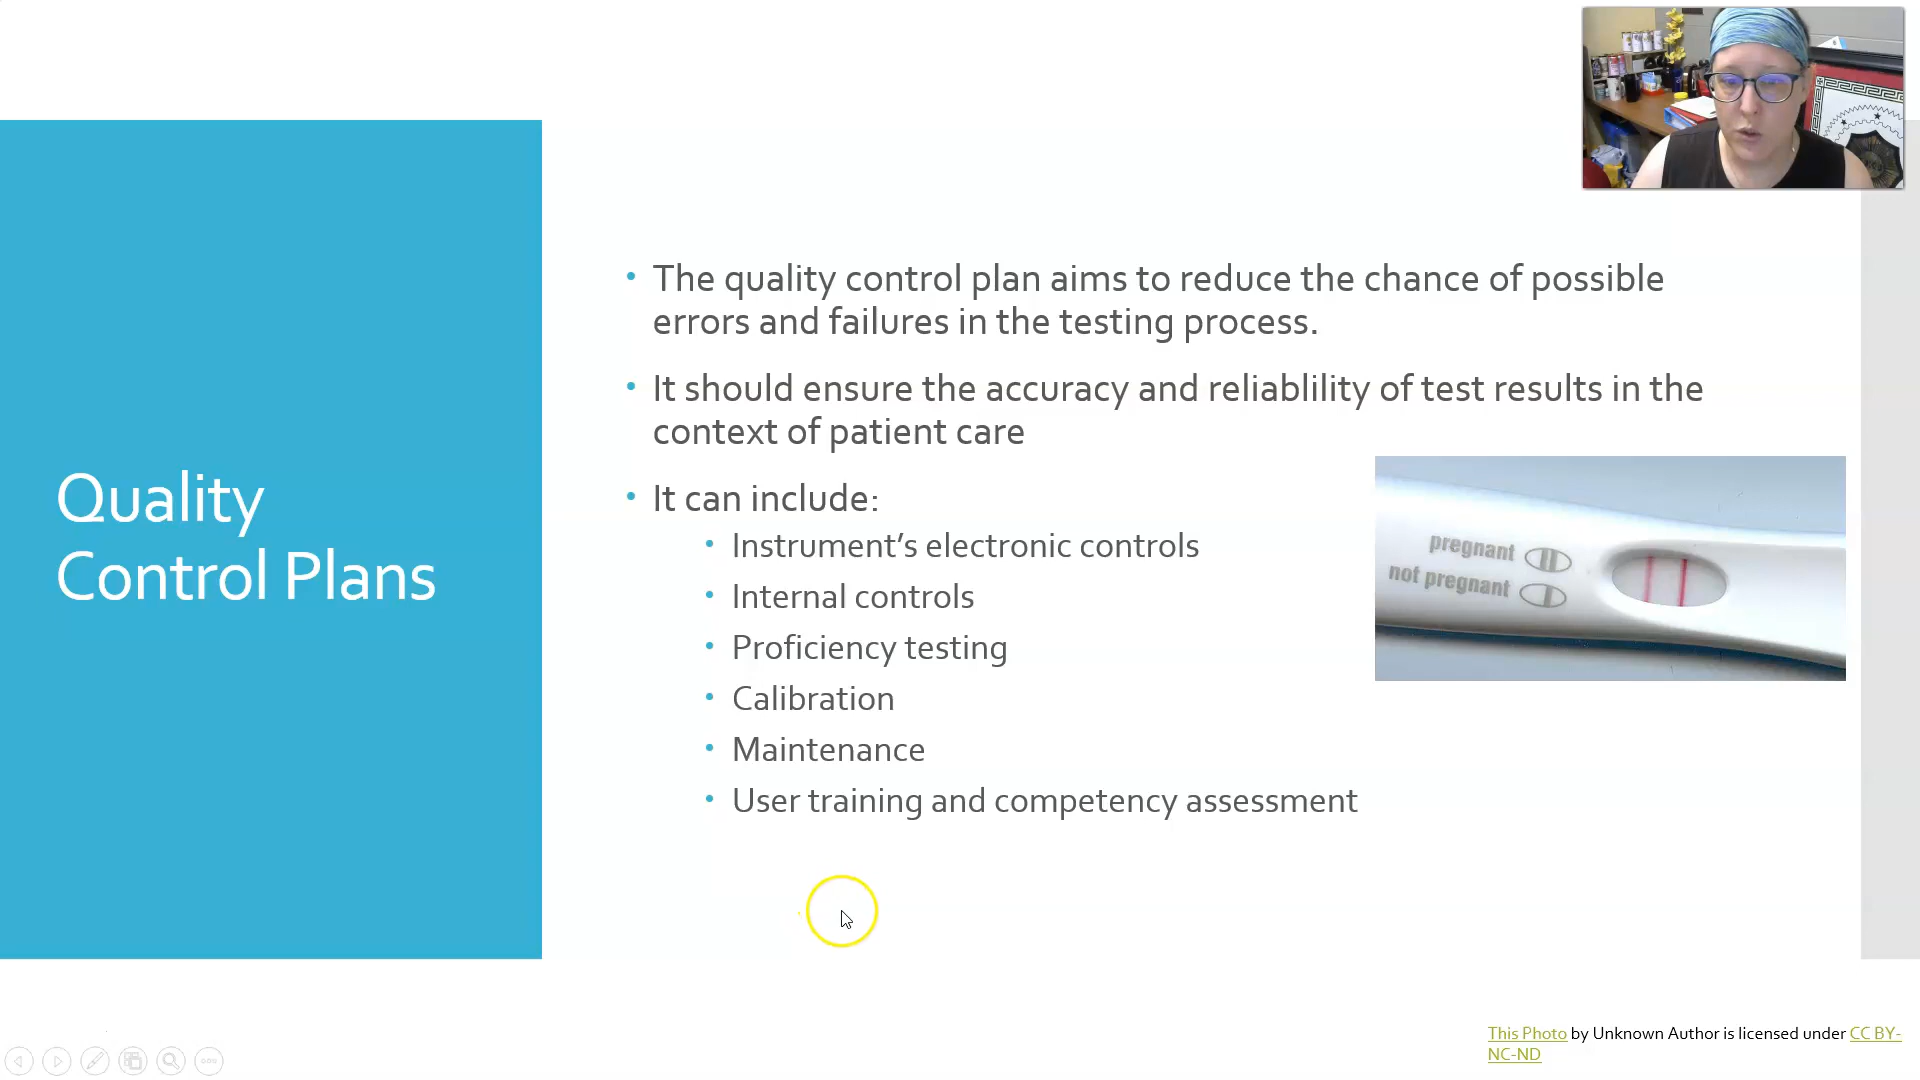 Quality
Control Plans
The quality control plan aims to reduce the chance of possible
errors and failures in the testing process.
It should ensure the accuracy and reliablility of test results in the
context of patient care
It can include:
Instrument’s electronic controls
Internal controls
Proficiency testing
Calibration
Maintenance
User training and competency assessment
pregnant
not pregnant
This Photo by Unknown Author is licensed under CC BY-
NC-ND